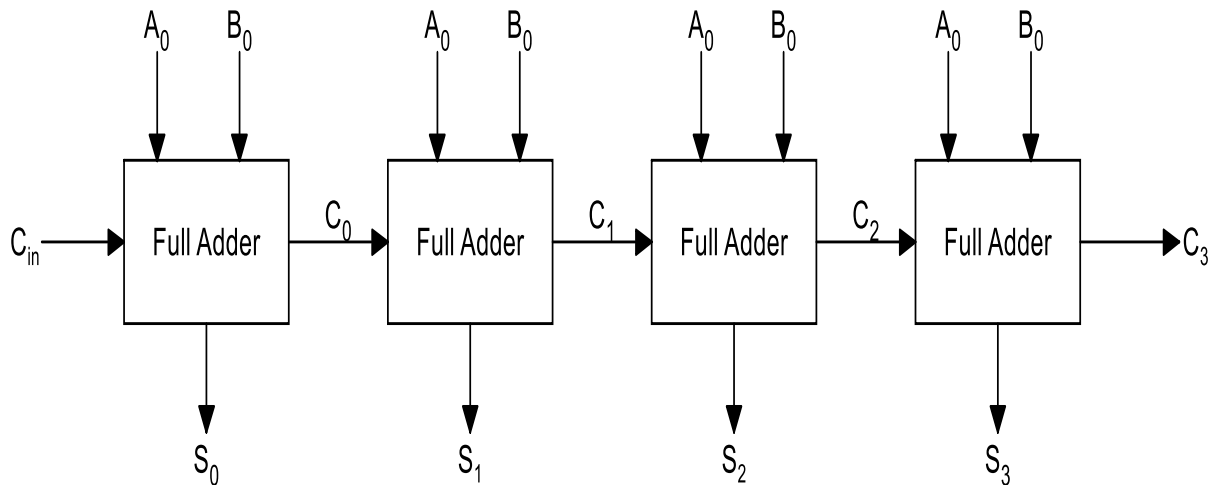 A₀ B₀ A₀ B₀ A₀ B₀ A₀ B₀
C₀ C₁ C₂
C_in Full Adder Full Adder Full Adder Full Adder C₃
S₀ S₁ S₂ S₃